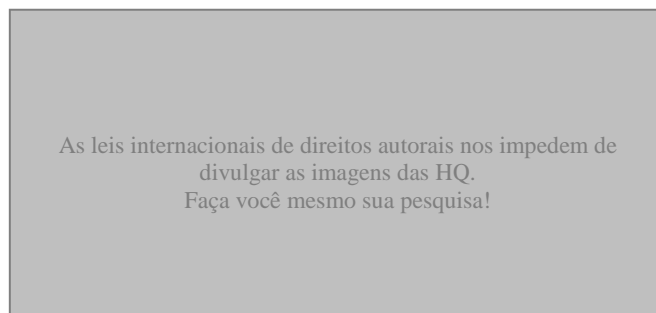 As leis internacionais de direitos autorais nos impedem de
divulgar as imagens das HQ.
Faça você mesmo sua pesquisa!